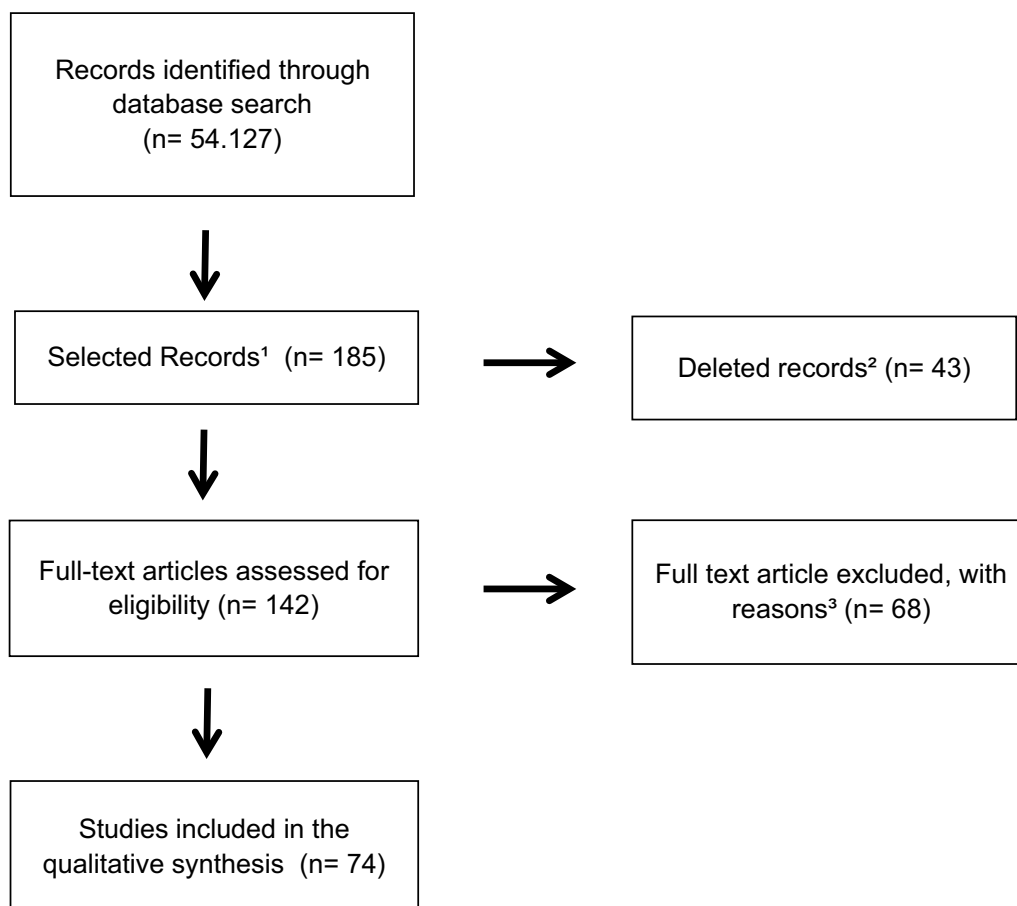 Records identified through
database search
(n= 54.127)
Selected Records¹ (n= 185)
Deleted records² (n= 43)
Full-text articles assessed for
eligibility (n= 142)
Full text article excluded, with
reasons³ (n= 68)
Studies included in the
qualitative synthesis (n= 74)